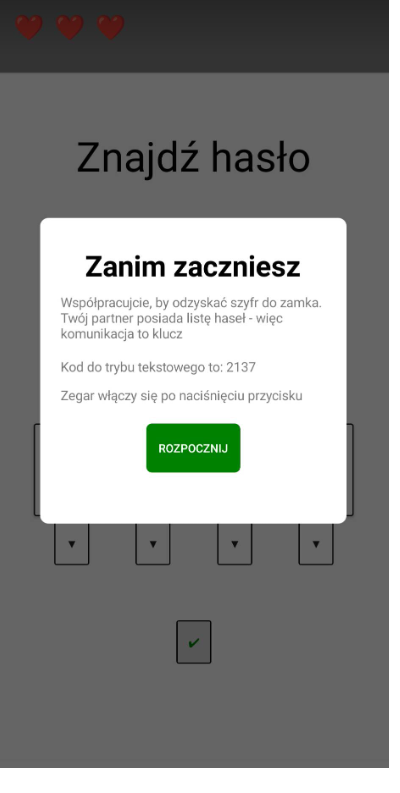 Znajdź hasło
Zanim zaczniesz
Współpracujcie, by odzyskać szyfr do zamka.
Twój partner posiada listę haseł - więc
komunikacja to klucz
Kod do trybu tekstowego to: 2137
Zegar włączy się po naciśnięciu przycisku
ROZPOCZNIJ